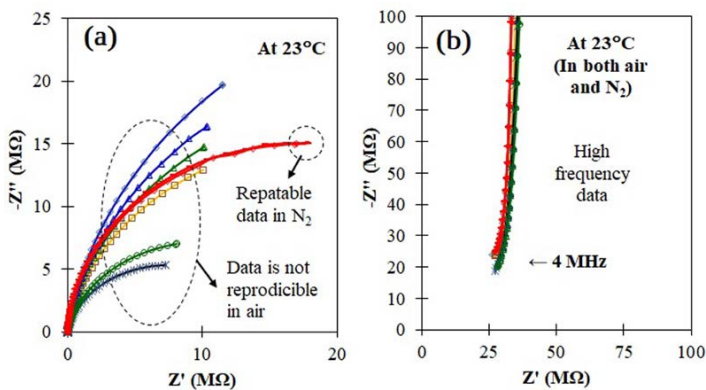 (a)
At 23°C
25
20
15
10
5
0
-Z'' (MΩ)
Repatable
data in N2
Data is not
reprodicible
in air
0
10
20
Z' (MΩ)
(b)
At 23°C
(In both air
and N2)
High
frequency
data
← 4 MHz
100
90
80
70
60
50
40
30
20
10
0
-Z'' (MΩ)
0
25
50
75
100
Z' (MΩ)